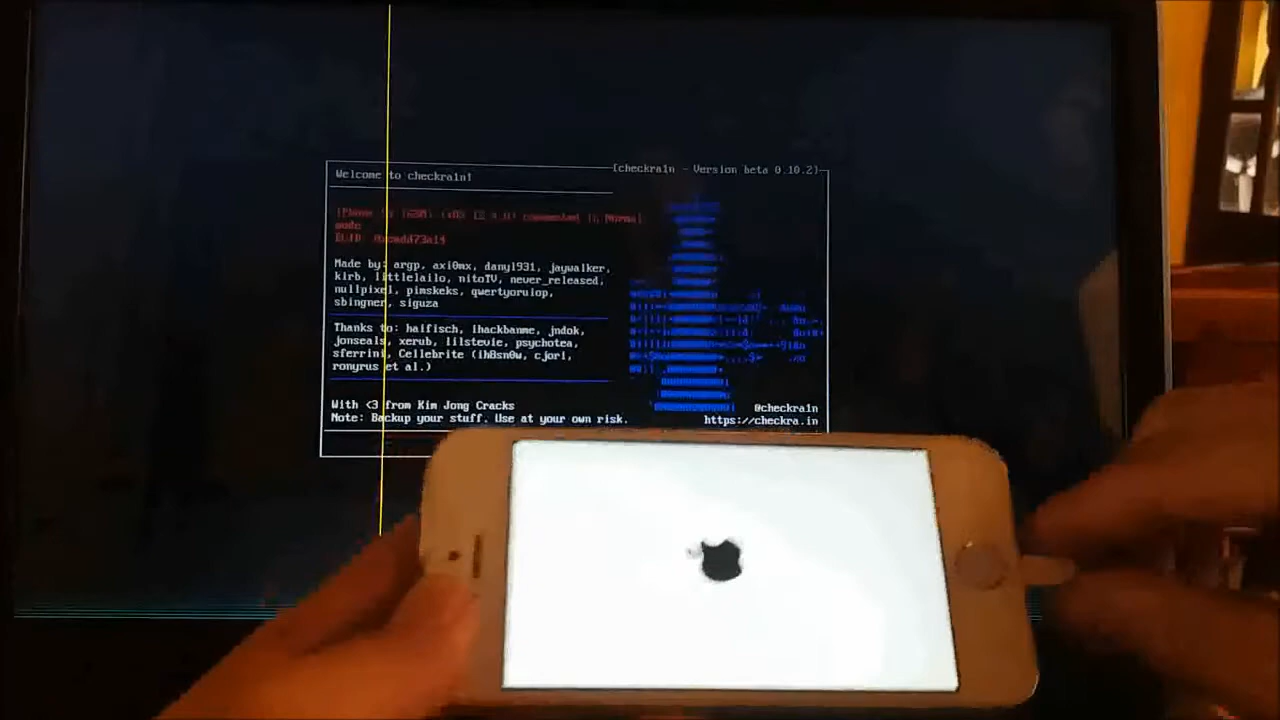 [checkra1n - Version beta 0.10.2]
Welcome to checkra1n!
mode
Made by: argp, axi0mx, danyl931, jaywalker,
kirb, littlelailo, nitoTV, never_released,
nullpixel, pimskeks, qwertyoruiop,
sbingner, siguza
Thanks to: haifisch, ihackbanme, jndok,
jonseals, xerub, lilstevie, psychotea,
sferrini, Cellebrite (ih8sn0w, cjori,
ronyrus et al.)
With <3 from Kim Jong Cracks
Note: Backup your stuff. Use at your own risk.
@checkra1n
https://checkra.in